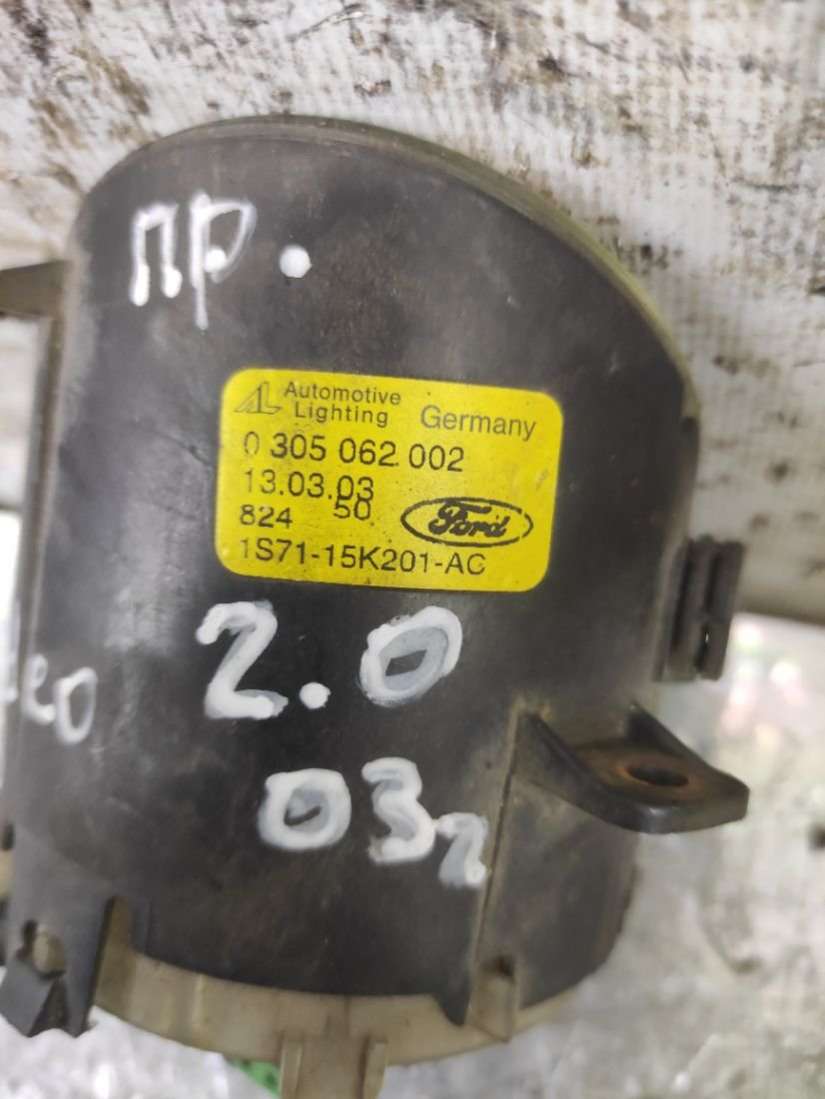 пр.
AL Automotive Lighting Germany
0 305 062 002
13.03.03
824 50 Ford
1S71-15K201-AC
2.0
03г